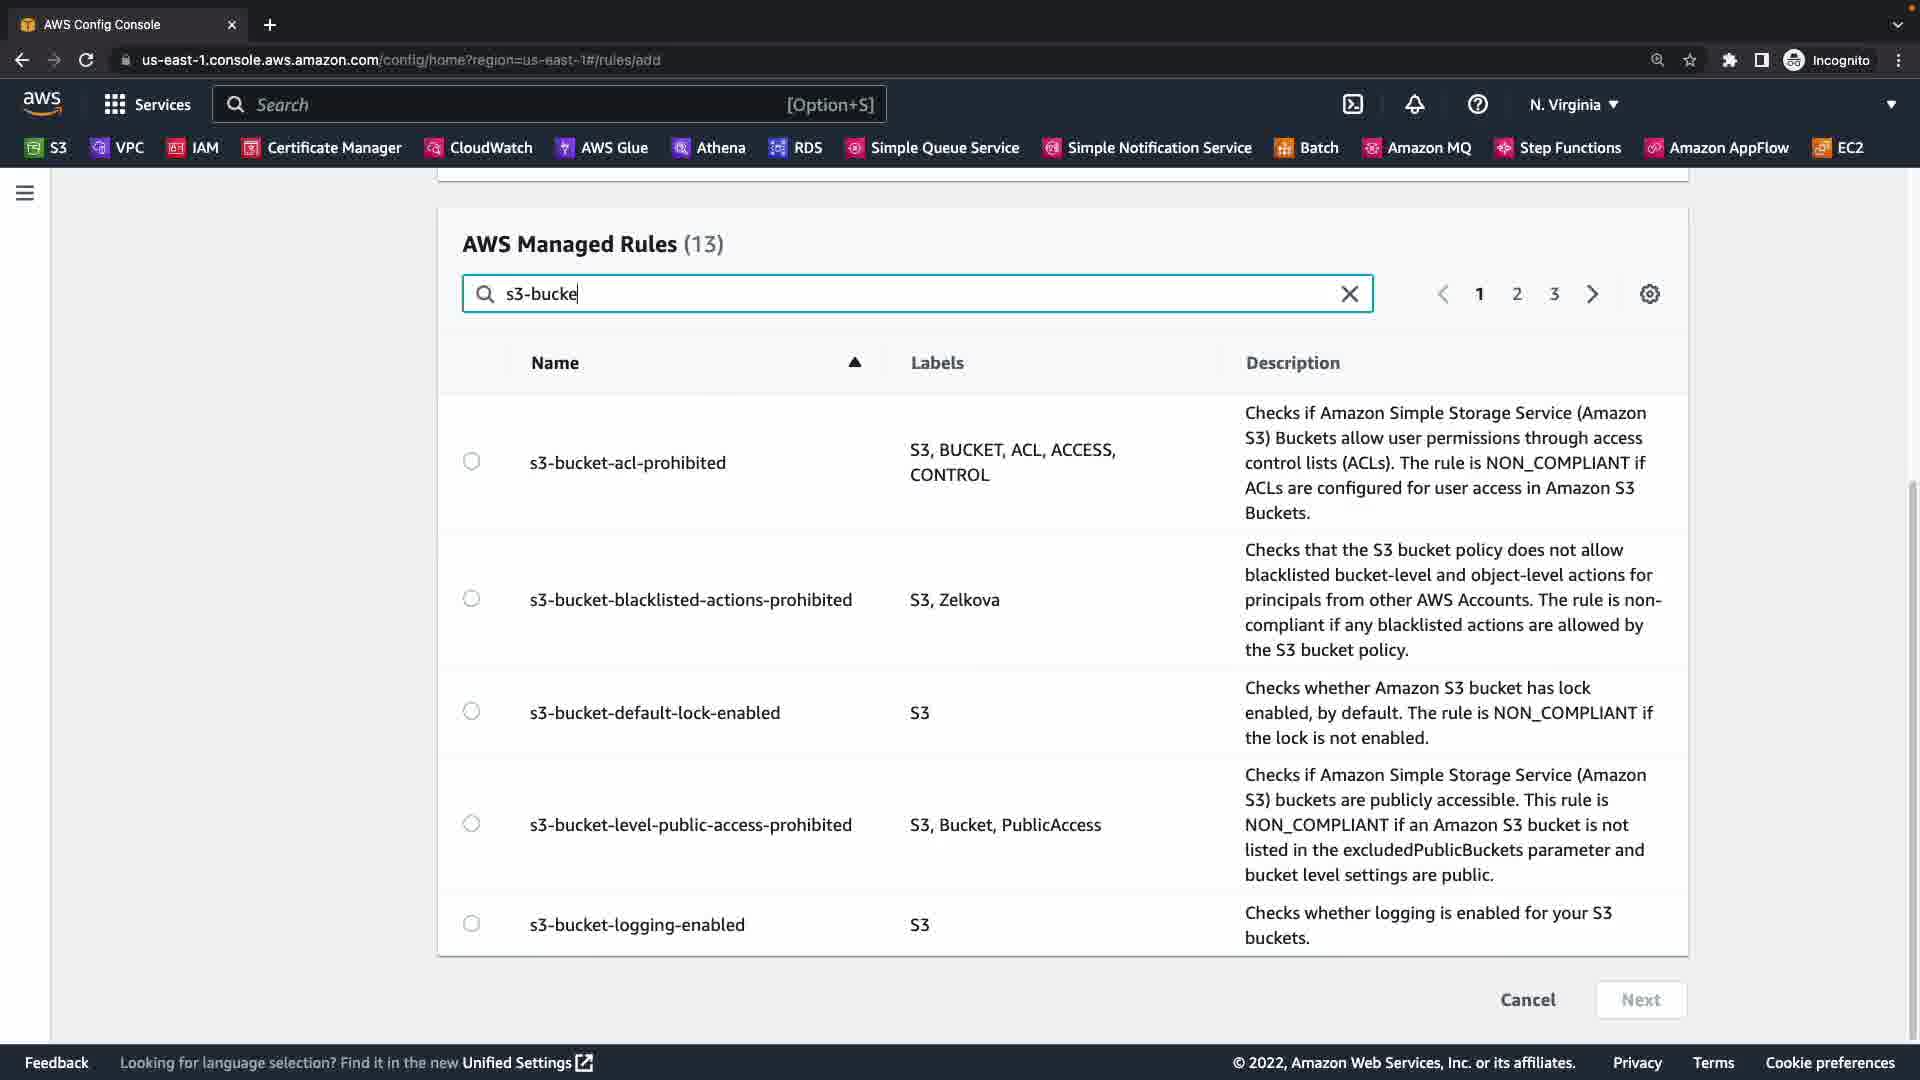 AWS Config Console
us-east-1.console.aws.amazon.com/config/home?region=us-east-1#/rules/add
Incognito
aws
Services
Search
[Option+S]
N. Virginia
S3
VPC
IAM
Certificate Manager
CloudWatch
AWS Glue
Athena
RDS
Simple Queue Service
Simple Notification Service
Batch
Amazon MQ
Step Functions
Amazon AppFlow
EC2
AWS Managed Rules (13)
s3-bucke
1 2 3
Name
Labels
Description
s3-bucket-acl-prohibited
S3, BUCKET, ACL, ACCESS,
CONTROL
Checks if Amazon Simple Storage Service (Amazon
S3) Buckets allow user permissions through access
control lists (ACLs). The rule is NON_COMPLIANT if
ACLs are configured for user access in Amazon S3
Buckets.
s3-bucket-blacklisted-actions-prohibited
S3, Zelkova
Checks that the S3 bucket policy does not allow
blacklisted bucket-level and object-level actions for
principals from other AWS Accounts. The rule is non-
compliant if any blacklisted actions are allowed by
the S3 bucket policy.
s3-bucket-default-lock-enabled
S3
Checks whether Amazon S3 bucket has lock
enabled, by default. The rule is NON_COMPLIANT if
the lock is not enabled.
s3-bucket-level-public-access-prohibited
S3, Bucket, PublicAccess
Checks if Amazon Simple Storage Service (Amazon
S3) buckets are publicly accessible. This rule is
NON_COMPLIANT if an Amazon S3 bucket is not
listed in the excludedPublicBuckets parameter and
bucket level settings are public.
s3-bucket-logging-enabled
S3
Checks whether logging is enabled for your S3
buckets.
Cancel
Next
Feedback
Looking for language selection? Find it in the new Unified Settings
© 2022, Amazon Web Services, Inc. or its affiliates.
Privacy
Terms
Cookie preferences